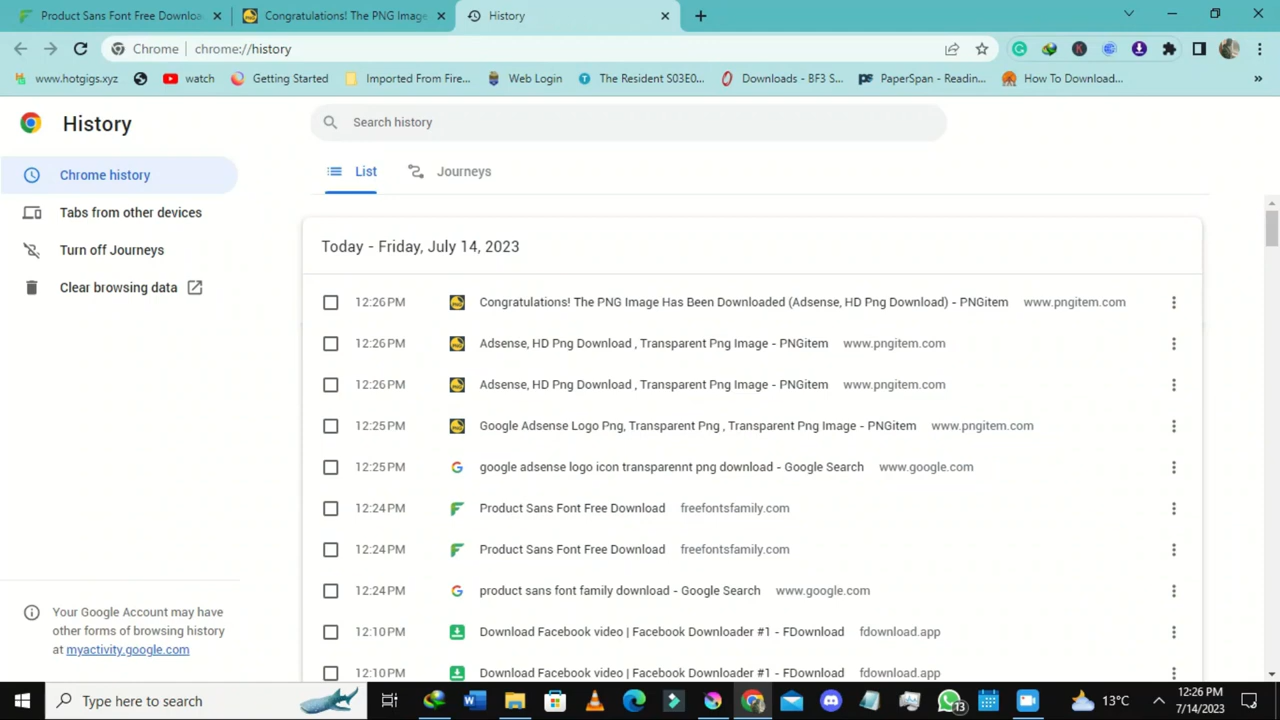 Product Sans Font Free Downloa
Congratulations! The PNG Image
History
Chrome
chrome://history
www.hotgigs.xyz
watch
Getting Started
Imported From Fire...
Web Login
The Resident S03E0...
Downloads - BF3 S...
PaperSpan - Readin...
How To Download...
»
History
Search history
Chrome history
Tabs from other devices
Turn off Journeys
Clear browsing data
List
Journeys
Today - Friday, July 14, 2023
12:26 PM Congratulations! The PNG Image Has Been Downloaded (Adsense, HD Png Download) - PNGitem www.pngitem.com
12:26 PM Adsense, HD Png Download , Transparent Png Image - PNGitem www.pngitem.com
12:26 PM Adsense, HD Png Download , Transparent Png Image - PNGitem www.pngitem.com
12:25 PM Google Adsense Logo Png, Transparent Png , Transparent Png Image - PNGitem www.pngitem.com
12:25 PM google adsense logo icon transparennt png download - Google Search www.google.com
12:24 PM Product Sans Font Free Download freefontsfamily.com
12:24 PM Product Sans Font Free Download freefontsfamily.com
12:24 PM product sans font family download - Google Search www.google.com
12:10 PM Download Facebook video | Facebook Downloader #1 - FDownload fdownload.app
12:10 PM Download Facebook video | Facebook Downloader #1 - FDownload fdownload.app
Your Google Account may have
other forms of browsing history
at myactivity.google.com
Type here to search
13
13°C
12:26 PM
7/14/2023